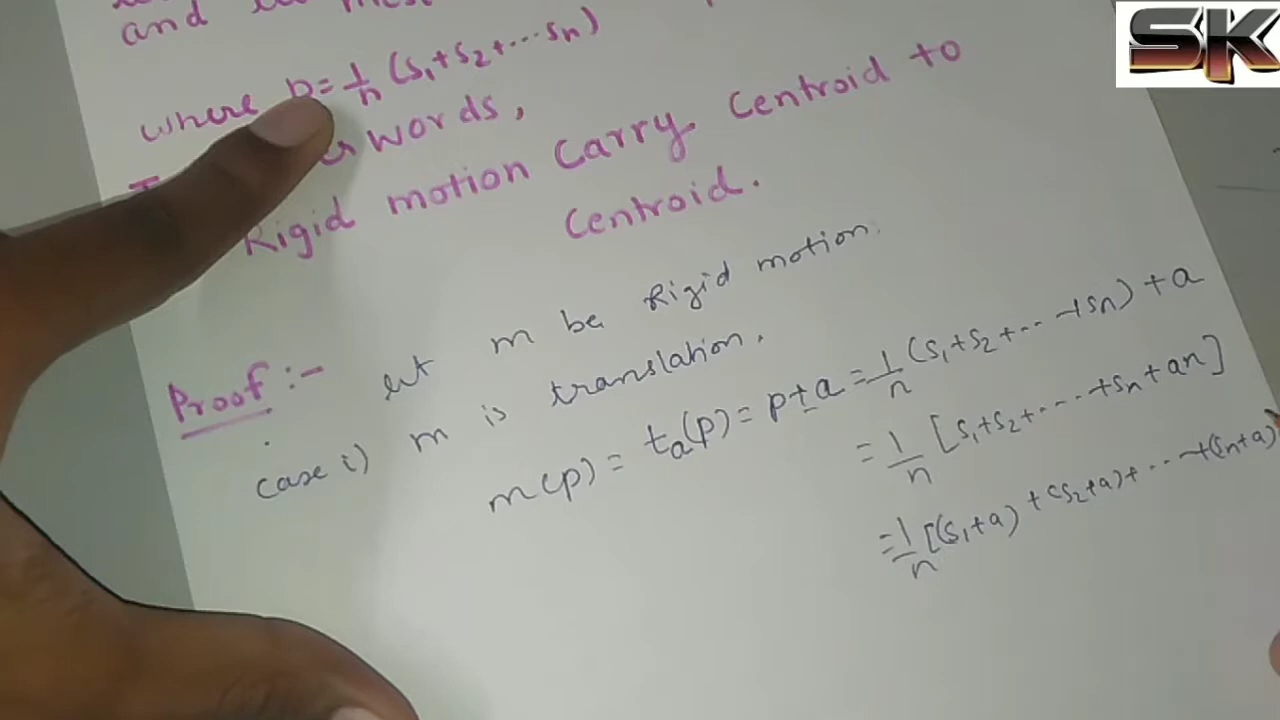 SK
and
where p = 1/n (s₁+s₂+...sₙ)
words,
Rigid motion carry centroid to
centroid.
Proof :- let m be Rigid motion.
case i) m is translation.
m(p) = tₐ(p) = p+a = 1/n (s₁+s₂+...+sₙ)+a
= 1/n [s₁+s₂+....+sₙ+an]
= 1/n [(s₁+a)+(s₂+a)+...+(sₙ+a)